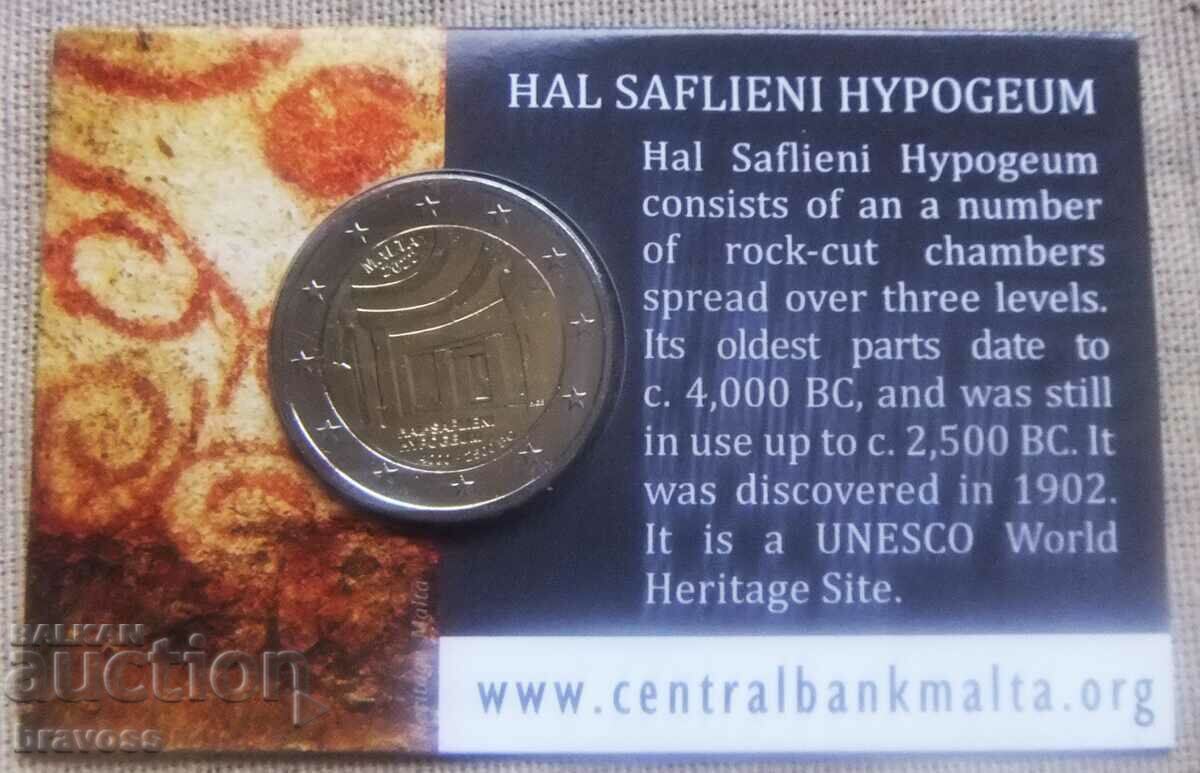 HAL SAFLIENI HYPOGEUM
Hal Saflieni Hypogeum
consists of an a number
of rock-cut chambers
spread over three levels.
Its oldest parts date to
c. 4,000 BC, and was still
in use up to c. 2,500 BC. It
was discovered in 1902.
It is a UNESCO World
Heritage Site.
www.centralbankmalta.org
MALTA
HYPOGEUM
Malta
BALKAN
auction
bravoss